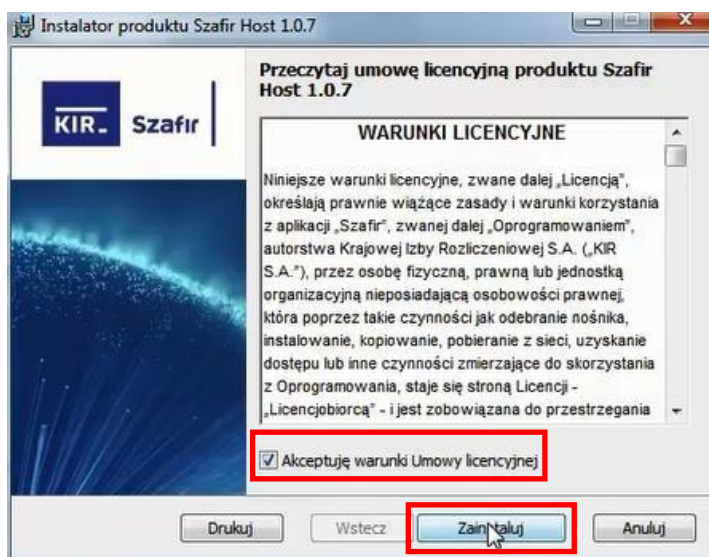 Instalator produktu Szafir Host 1.0.7
KIR. Szafir
Przeczytaj umowę licencyjną produktu Szafir
Host 1.0.7
WARUNKI LICENCYJNE
Niniejsze warunki licencyjne, zwane dalej „Licencją”,
określają prawnie wiążące zasady i warunki korzystania
z aplikacji „Szafir”, zwanej dalej „Oprogramowaniem”,
autorstwa Krajowej Izby Rozliczeniowej S.A. („KIR
S.A.”), przez osobę fizyczną, prawną lub jednostką
organizacyjną nieposiadającą osobowości prawnej,
która poprzez takie czynności jak odebranie nośnika,
instalowanie, kopiowanie, pobieranie z sieci, uzyskanie
dostępu lub inne czynności zmierzające do skorzystania
z Oprogramowania, staje się stroną Licencji -
„Licencjobiorcą” - i jest zobowiązana do przestrzegania
Akceptuję warunki Umowy licencyjnej
Drukuj Wstecz Zainstaluj Anuluj